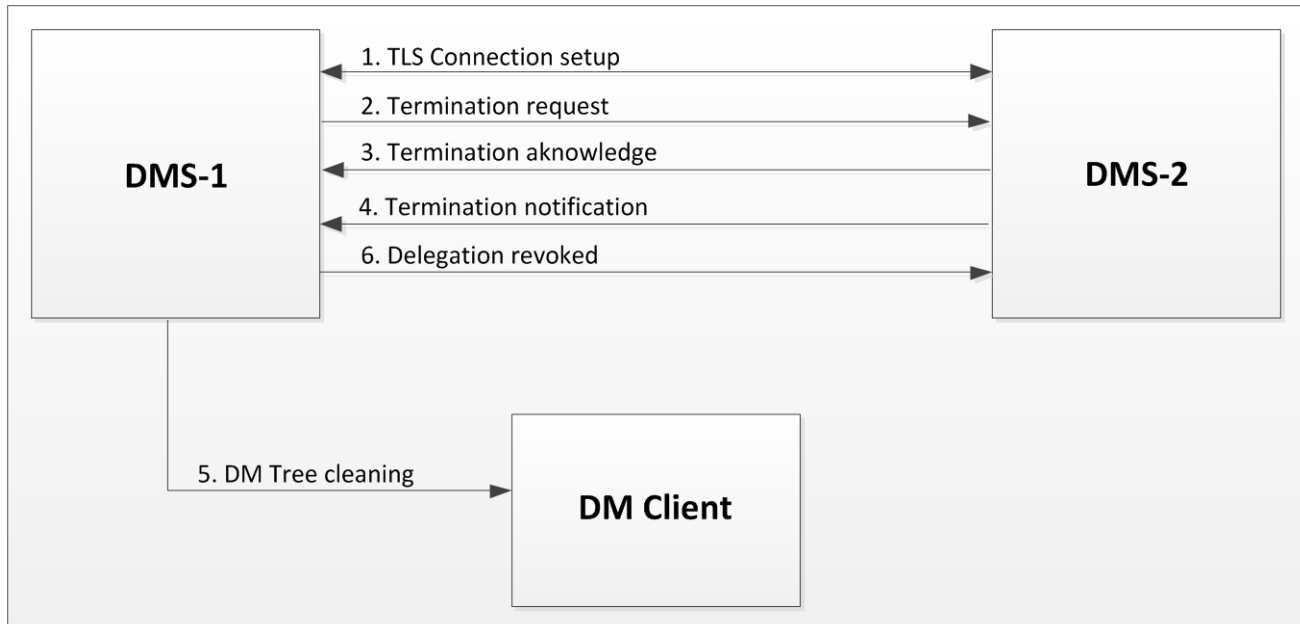 1. TLS Connection setup
2. Termination request
3. Termination aknowledge
4. Termination notification
6. Delegation revoked
DMS-1
DMS-2
5. DM Tree cleaning
DM Client